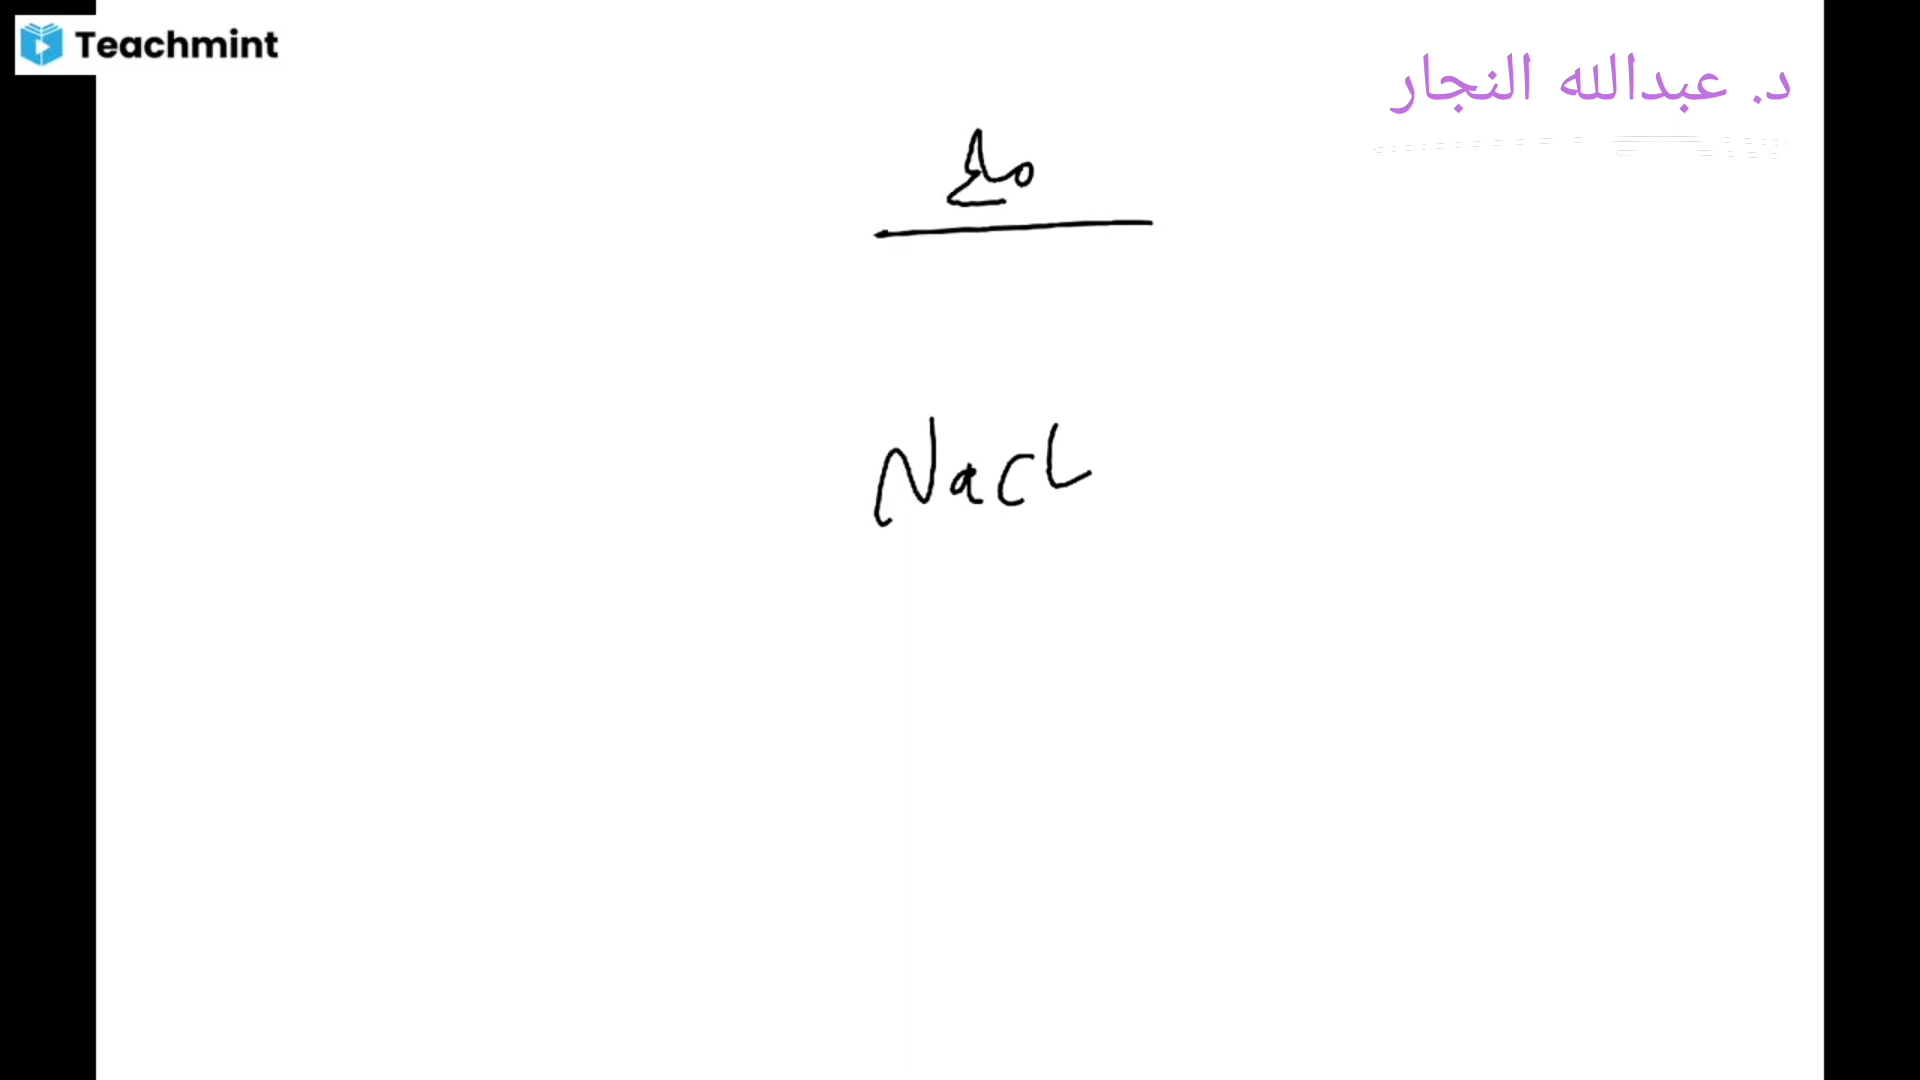 Teachmint
د. عبدالله النجار
ملح
NaCl